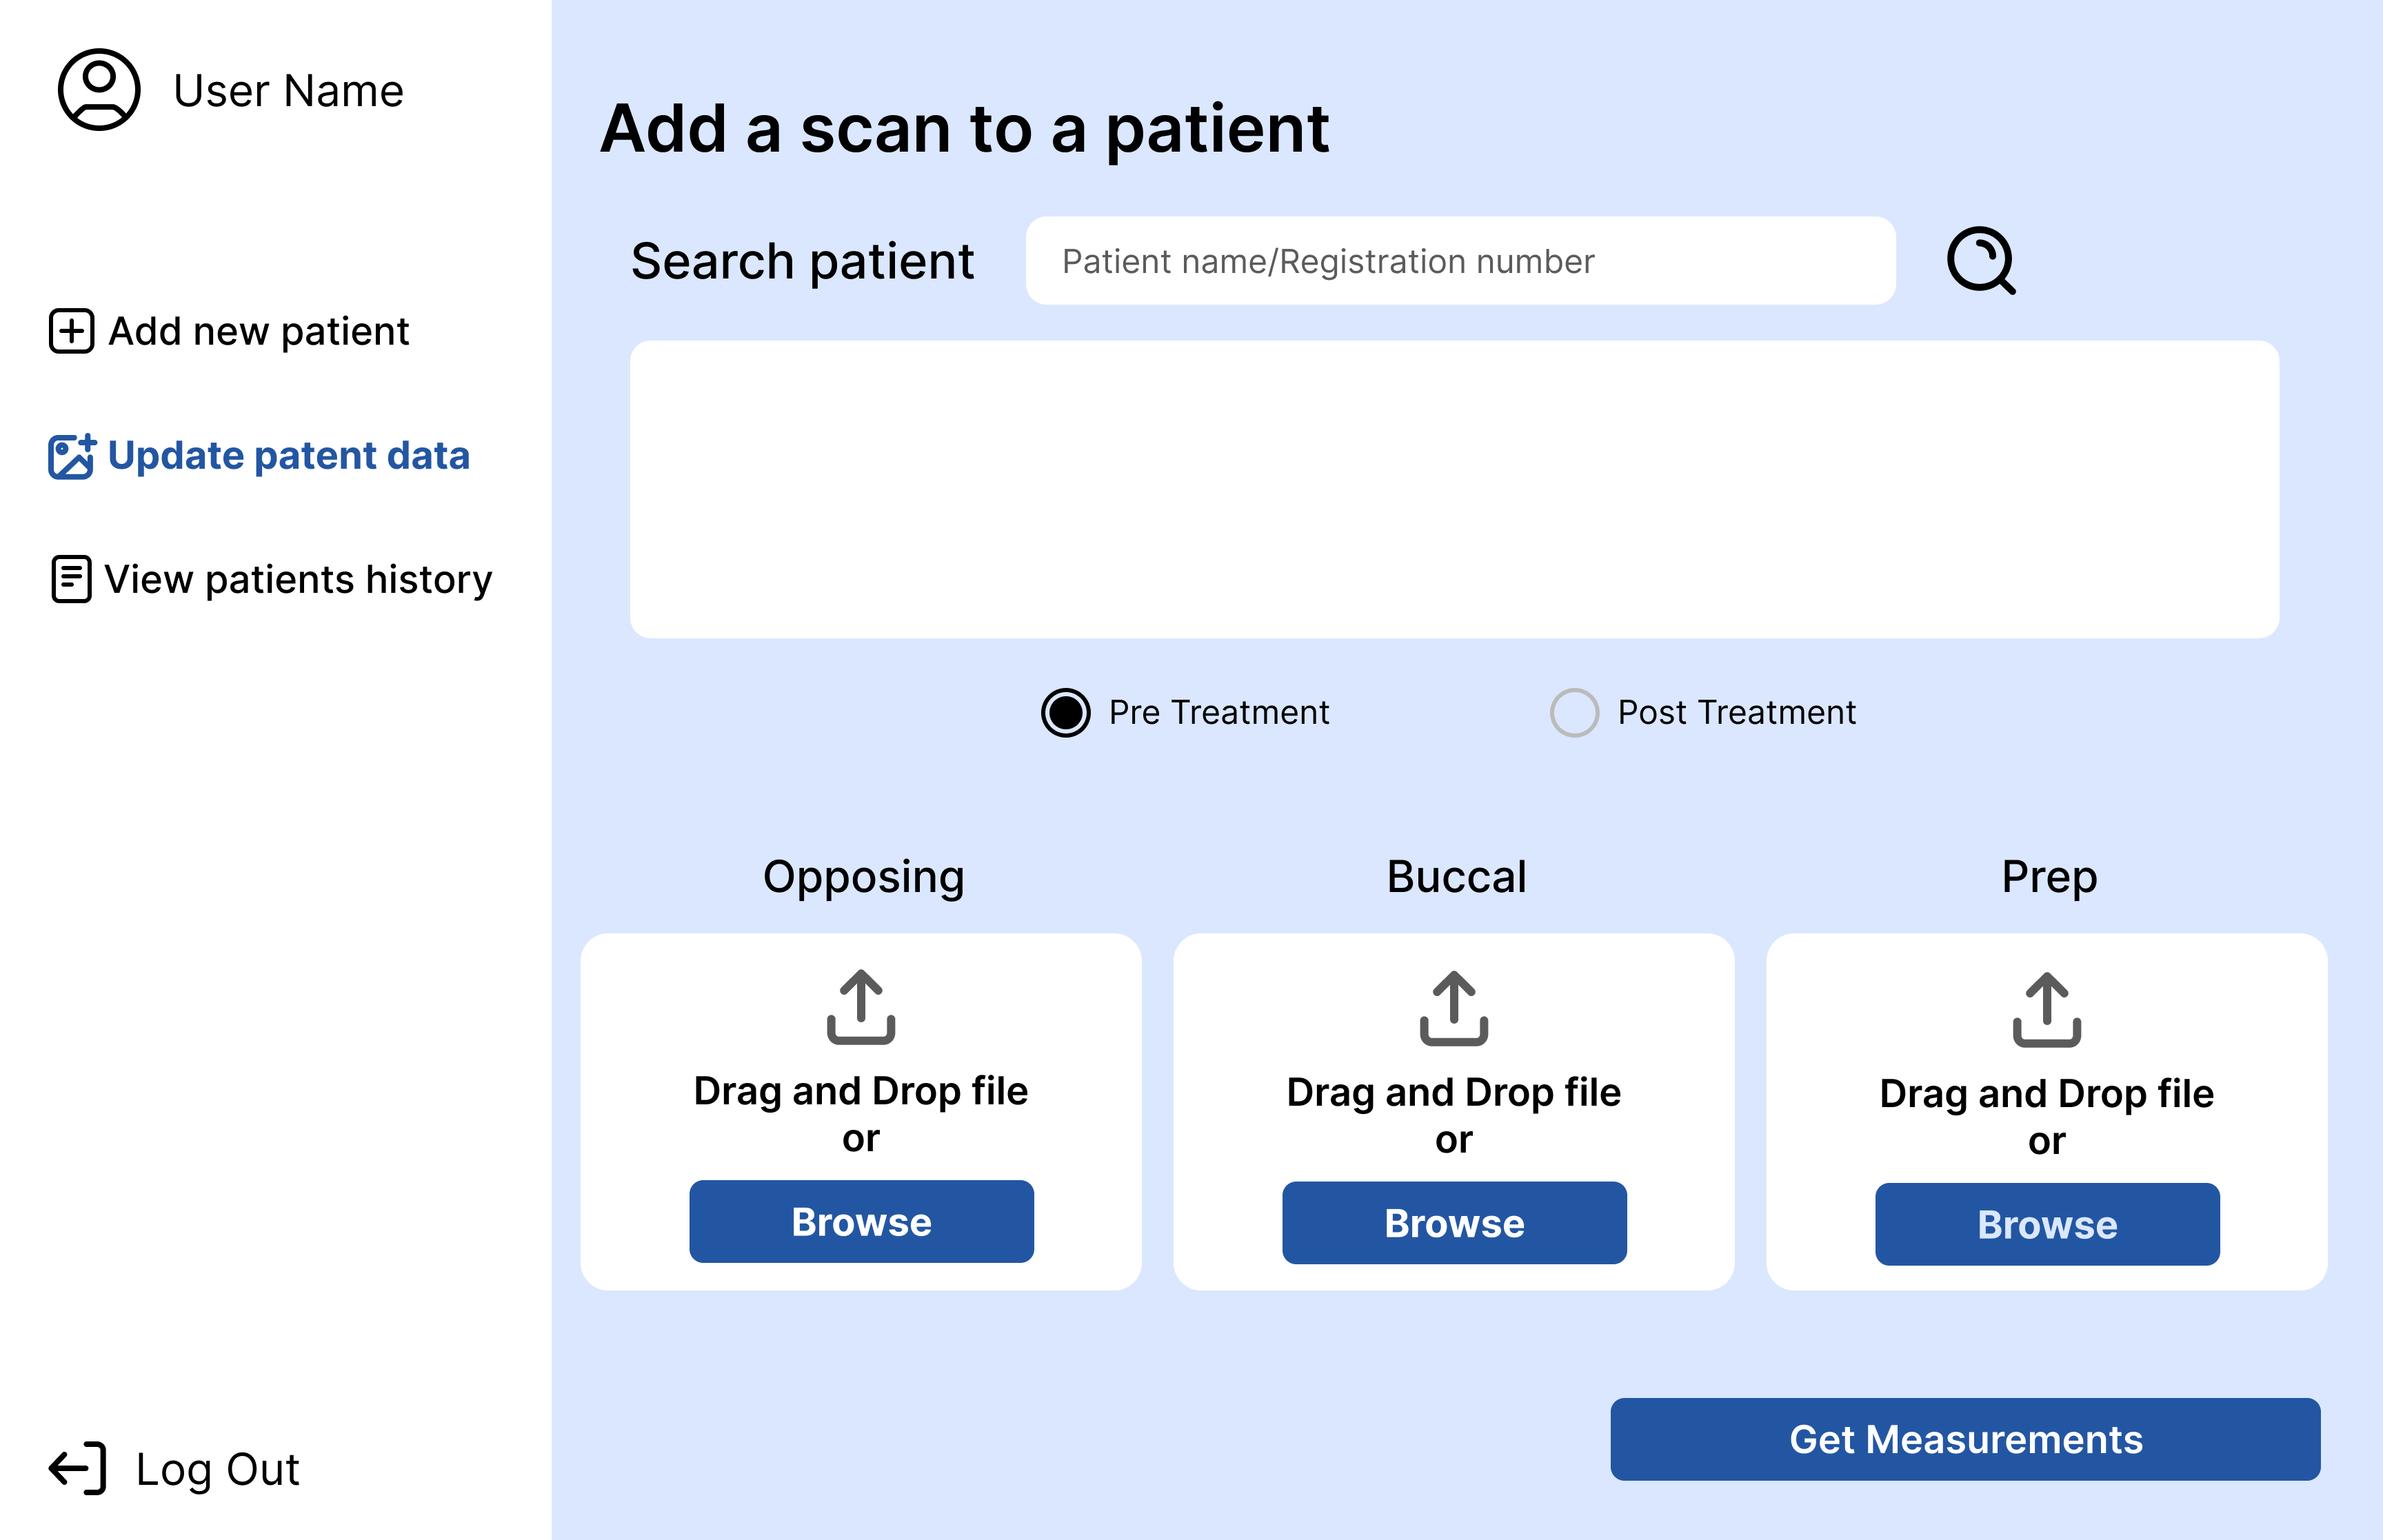 User Name
Add new patient
Update patent data
View patients history
Log Out
Add a scan to a patient
Search patient
Patient name/Registration number
Pre Treatment
Post Treatment
Opposing
Drag and Drop file
or
Browse
Buccal
Drag and Drop file
or
Browse
Prep
Drag and Drop file
or
Browse
Get Measurements